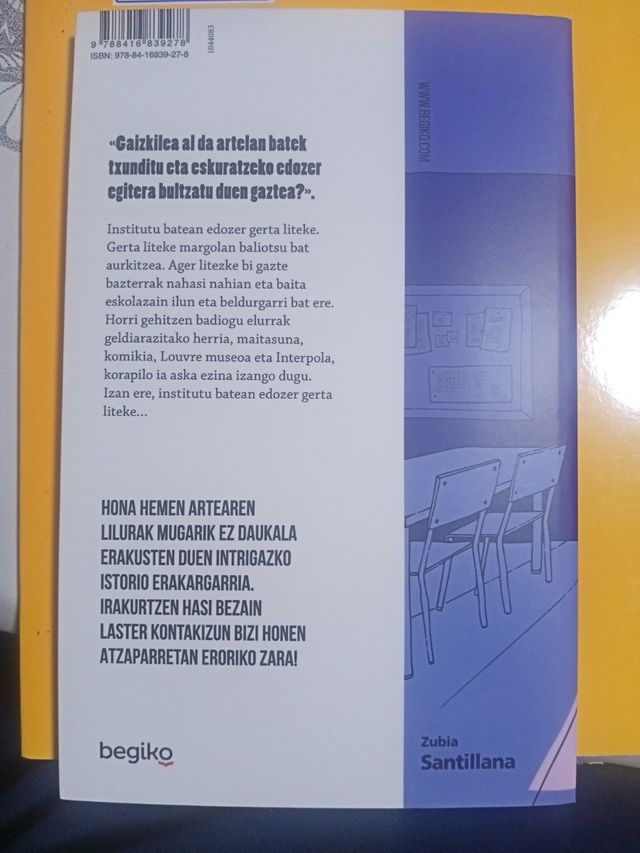 9 788416 839278
ISBN: 978-84-16839-27-8
1044083
WWW.BEGIKO.COM
«Gaizkilea al da artelan batek
txunditu eta eskuratzeko edozer
egitera bultzatu duen gaztea?».
Institutu batean edozer gerta liteke.
Gerta liteke margolan baliotsu bat
aurkitzea. Ager litezke bi gazte
bazterrak nahasi nahian eta baita
eskolazain ilun eta beldurgarri bat ere.
Horri gehitzen badiogu elurrak
geldiarazitako herria, maitasuna,
komikia, Louvre museoa eta Interpola,
korapilo ia aska ezina izango dugu.
Izan ere, institutu batean edozer gerta
liteke...
HONA HEMEN ARTEAREN
LILURAK MUGARIK EZ DAUKALA
ERAKUSTEN DUEN INTRIGAZKO
ISTORIO ERAKARGARRIA.
IRAKURTZEN HASI BEZAIN
LASTER KONTAKIZUN BIZI HONEN
ATZAPARRETAN ERORIKO ZARA!
begiko
Zubia
Santillana